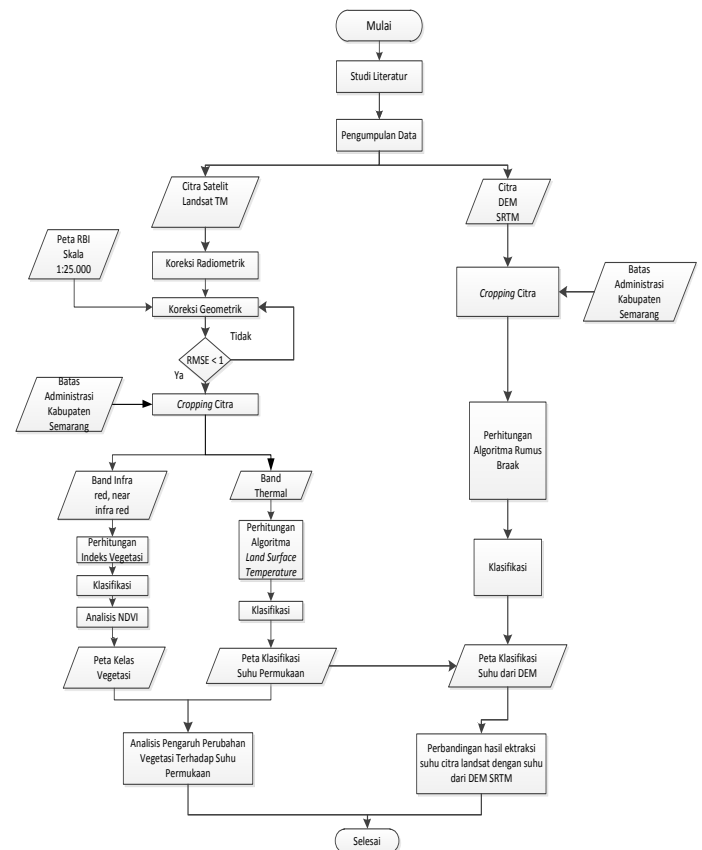 Mulai
Studi Literatur
Pengumpulan Data
Citra Satelit
Landsat TM
Citra
DEM
SRTM
Peta RBI
Skala
1:25.000
Koreksi Radiometrik
Batas
Administrasi
Kabupaten
Semarang
Cropping Citra
Koreksi Geometrik
Tidak
RMSE < 1
Ya
Batas
Administrasi
Kabupaten
Semarang
Cropping Citra
Perhitungan
Algoritma Rumus
Braak
Band Infra
red, near
infra red
Band
Thermal
Perhitungan
Indeks Vegetasi
Perhitungan
Algoritma
Land Surface
Temperature
Klasifikasi
Klasifikasi
Analisis NDVI
Klasifikasi
Peta Kelas
Vegetasi
Peta Klasifikasi
Suhu Permukaan
Peta Klasifikasi
Suhu dari DEM
Analisis Pengaruh Perubahan
Vegetasi Terhadap Suhu
Permukaan
Perbandingan hasil ektraksi
suhu citra landsat dengan suhu
dari DEM SRTM
Selesai